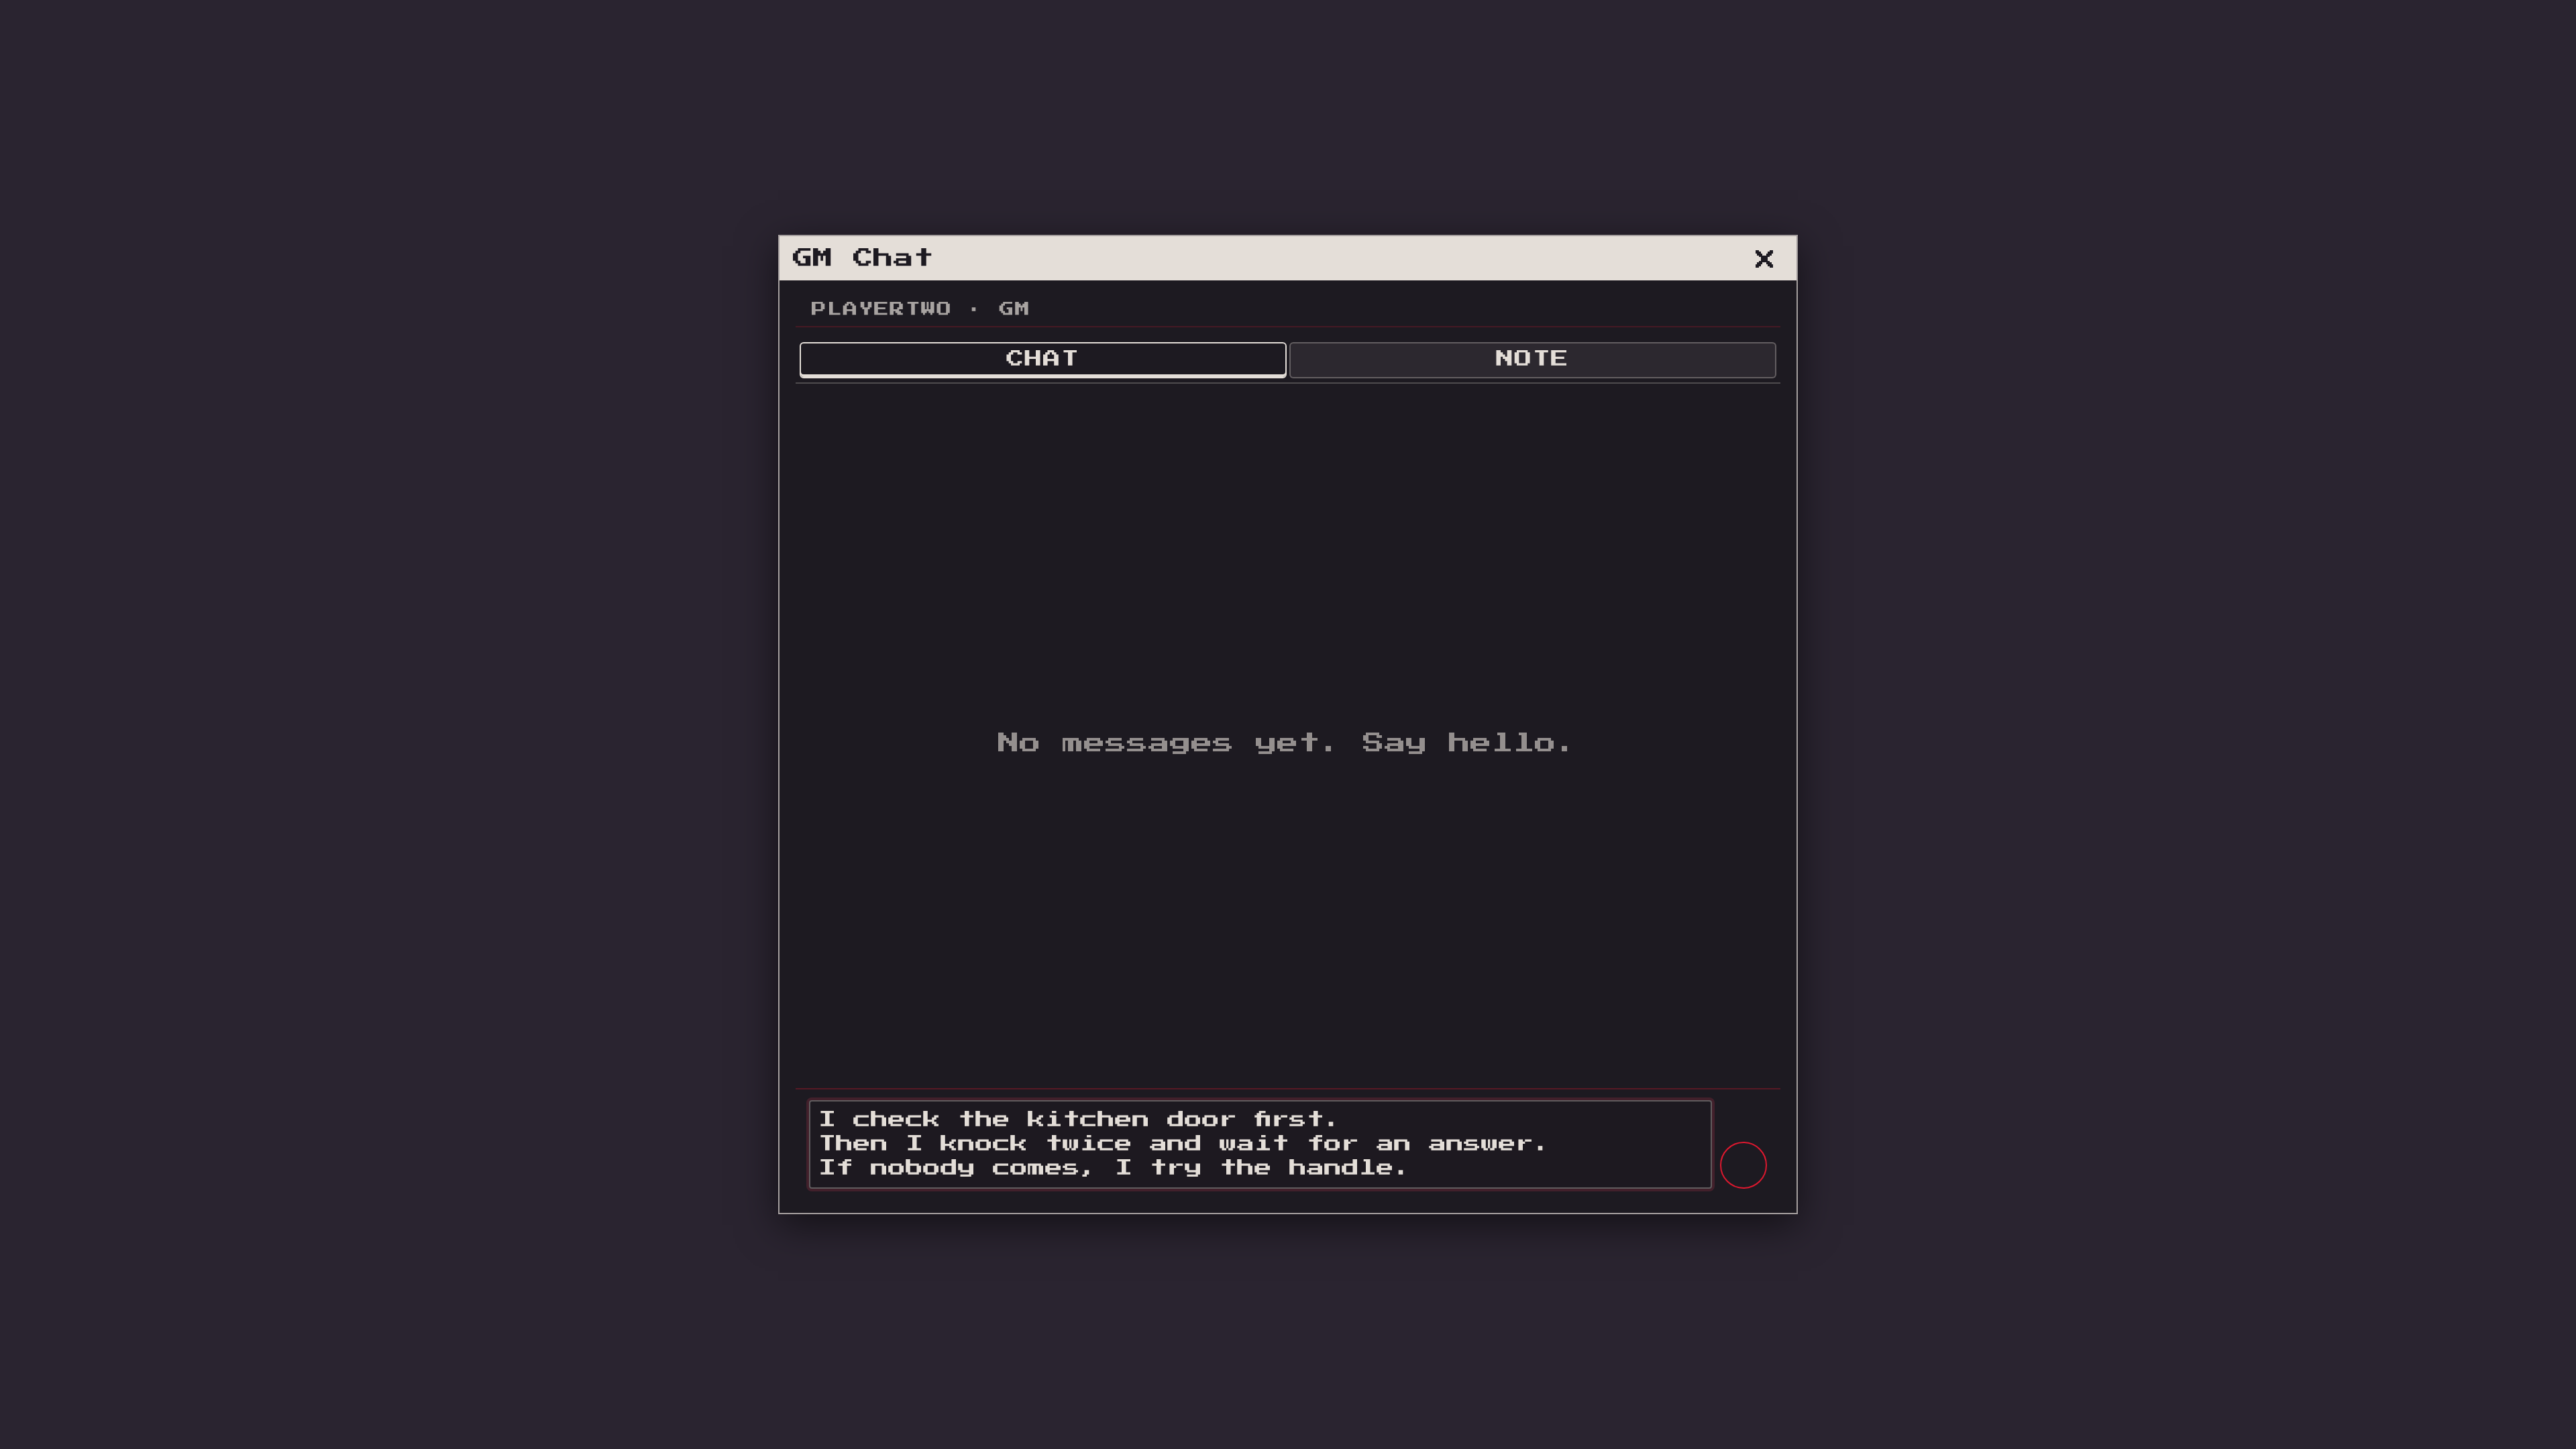 GM Chat
PLAYERTWO · GM
CHAT
NOTE
No messages yet. Say hello.
I check the kitchen door first.
Then I knock twice and wait for an answer.
If nobody comes, I try the handle.